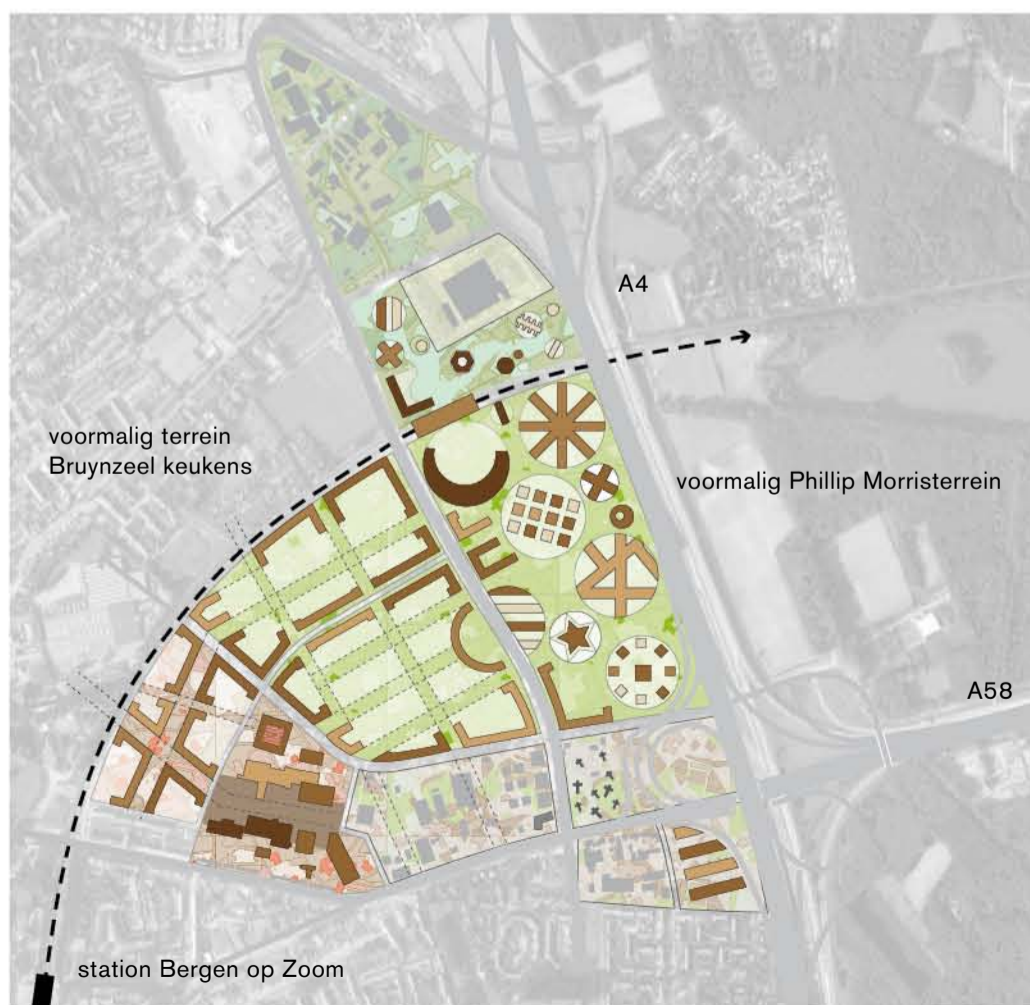 A4
voormalig terrein
Bruynzeel keukens
voormalig Phillip Morristerrein
A58
station Bergen op Zoom